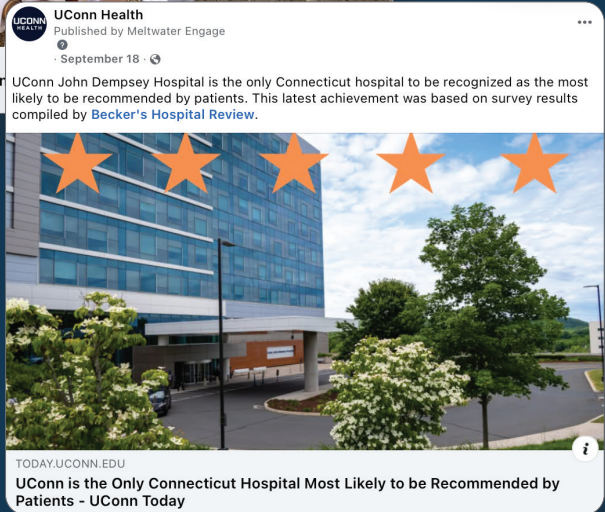 UCONN
HEALTH
UConn Health
Published by Meltwater Engage
?
· September 18 ·
UConn John Dempsey Hospital is the only Connecticut hospital to be recognized as the most
likely to be recommended by patients. This latest achievement was based on survey results
compiled by Becker's Hospital Review.
i
TODAY.UCONN.EDU
UConn is the Only Connecticut Hospital Most Likely to be Recommended by
Patients - UConn Today